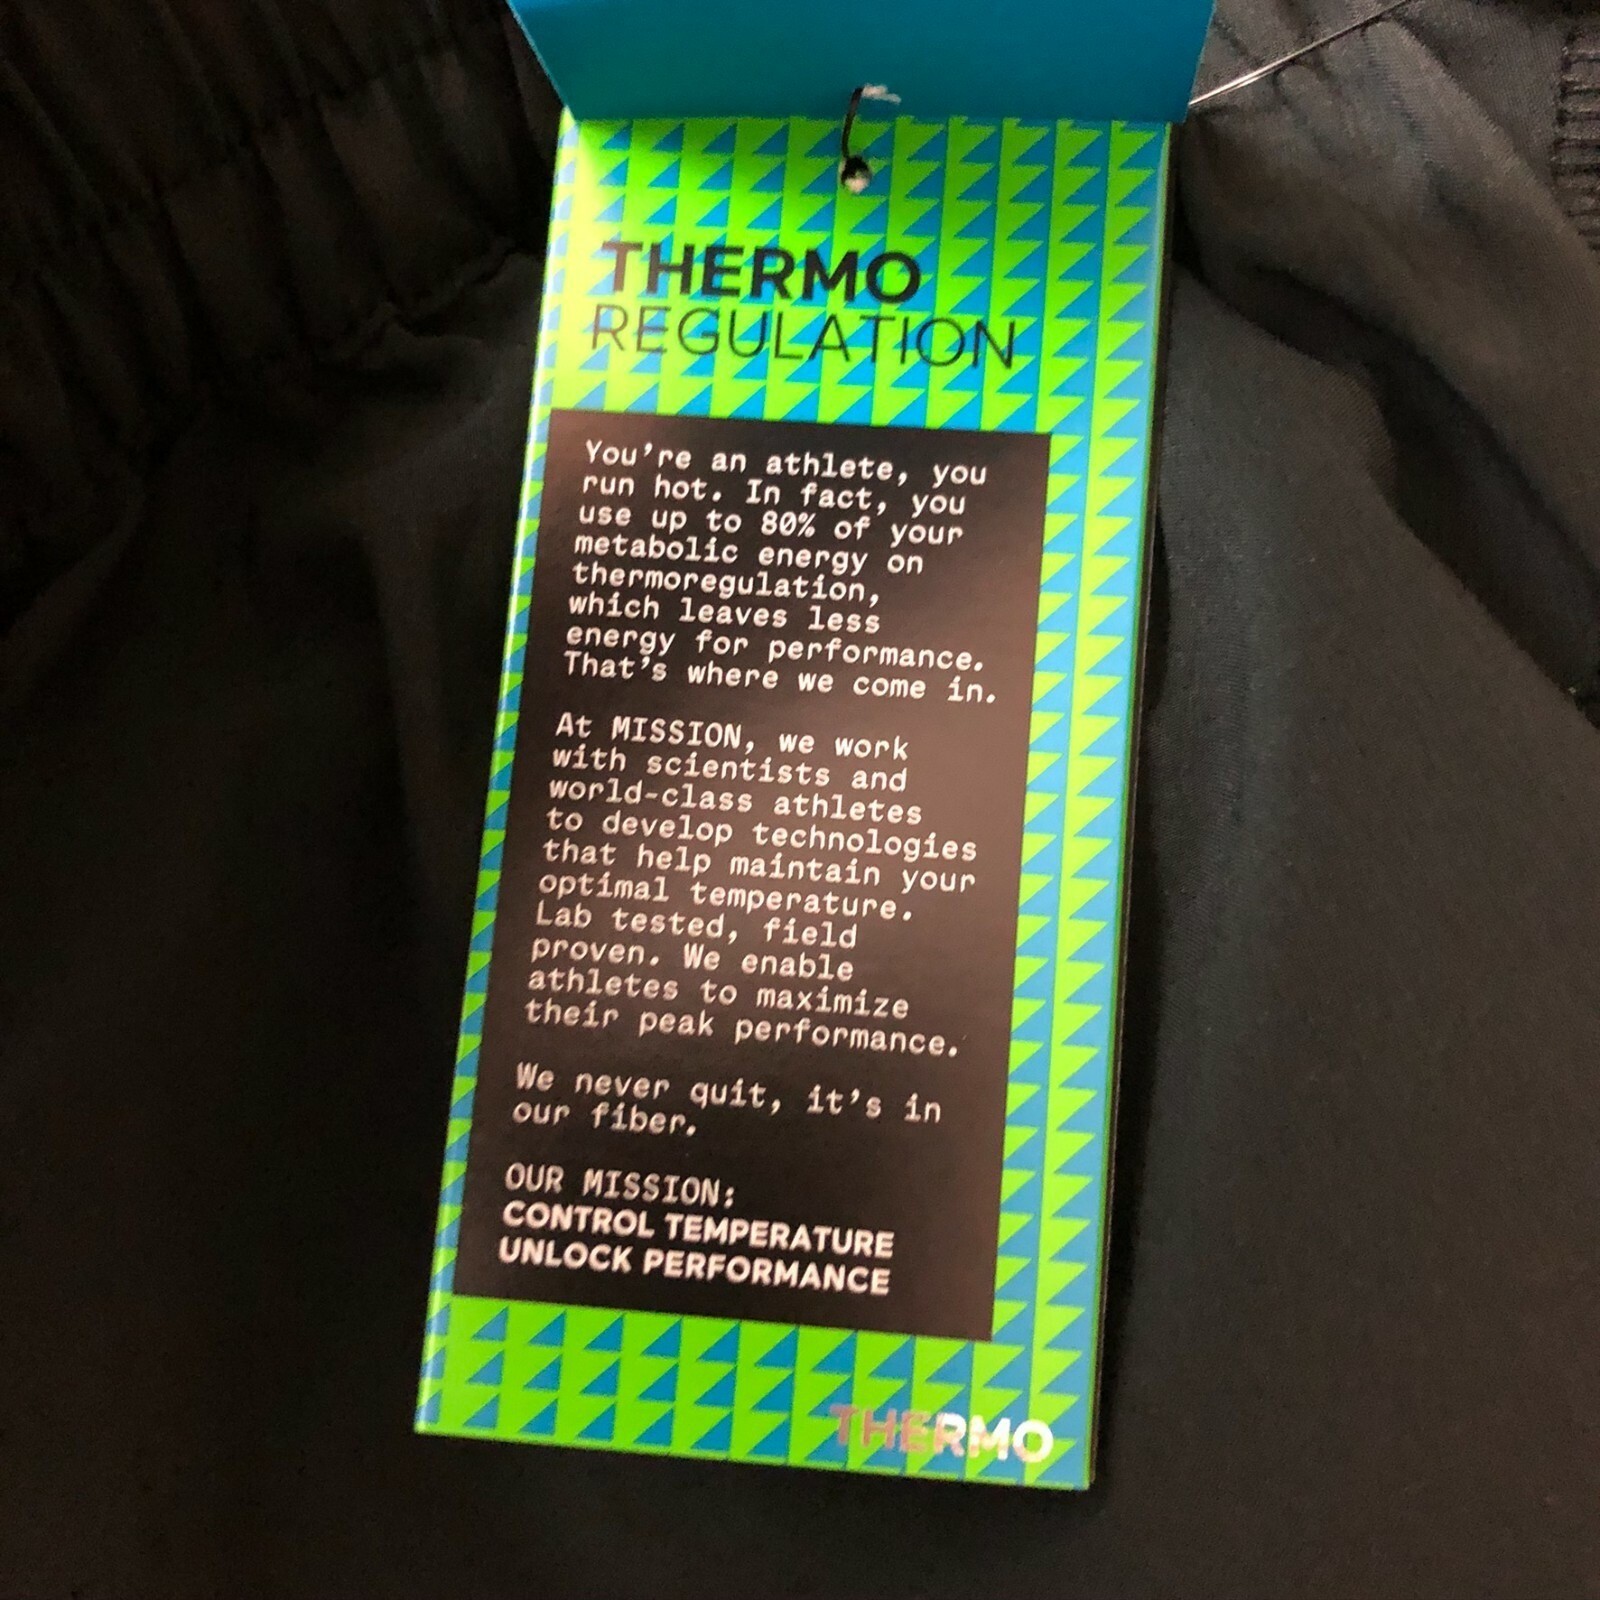 THERMO
REGULATION
You're an athlete, you
run hot. In fact, you
use up to 80% of your
metabolic energy on
thermoregulation,
which leaves less
energy for performance.
That's where we come in.
At MISSION, we work
with scientists and
world-class athletes
to develop technologies
that help maintain your
optimal temperature.
Lab tested, field
proven. We enable
athletes to maximize
their peak performance.
We never quit, it's in
our fiber.
OUR MISSION:
CONTROL TEMPERATURE
UNLOCK PERFORMANCE
THERMO